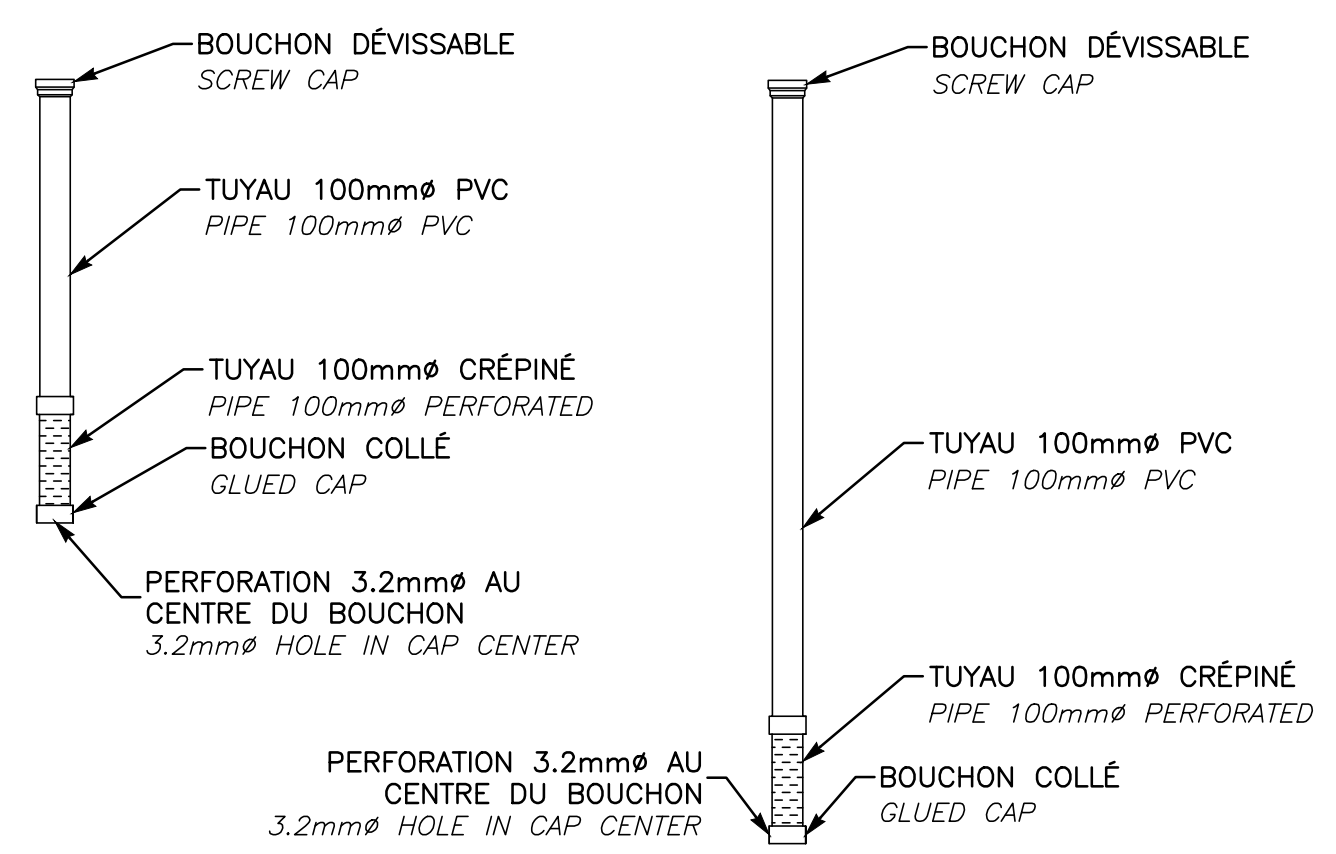 BOUCHON DÉVISSABLE
SCREW CAP
TUYAU 100mmø PVC
PIPE 100mmø PVC
TUYAU 100mmø CRÉPINÉ
PIPE 100mmø PERFORATED
BOUCHON COLLÉ
GLUED CAP
PERFORATION 3.2mmø AU
CENTRE DU BOUCHON
3.2mmø HOLE IN CAP CENTER
BOUCHON DÉVISSABLE
SCREW CAP
TUYAU 100mmø PVC
PIPE 100mmø PVC
TUYAU 100mmø CRÉPINÉ
PIPE 100mmø PERFORATED
PERFORATION 3.2mmø AU
CENTRE DU BOUCHON
3.2mmø HOLE IN CAP CENTER
BOUCHON COLLÉ
GLUED CAP